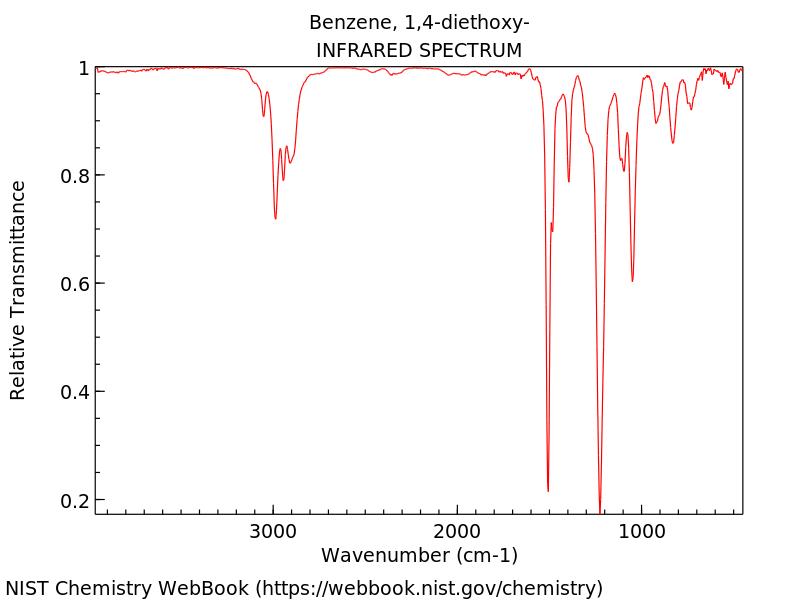 Benzene, 1,4-diethoxy-
INFRARED SPECTRUM
1
0.8
0.6
0.4
0.2
Relative Transmittance
3000 2000 1000
Wavenumber (cm-1)
NIST Chemistry WebBook (https://webbook.nist.gov/chemistry)